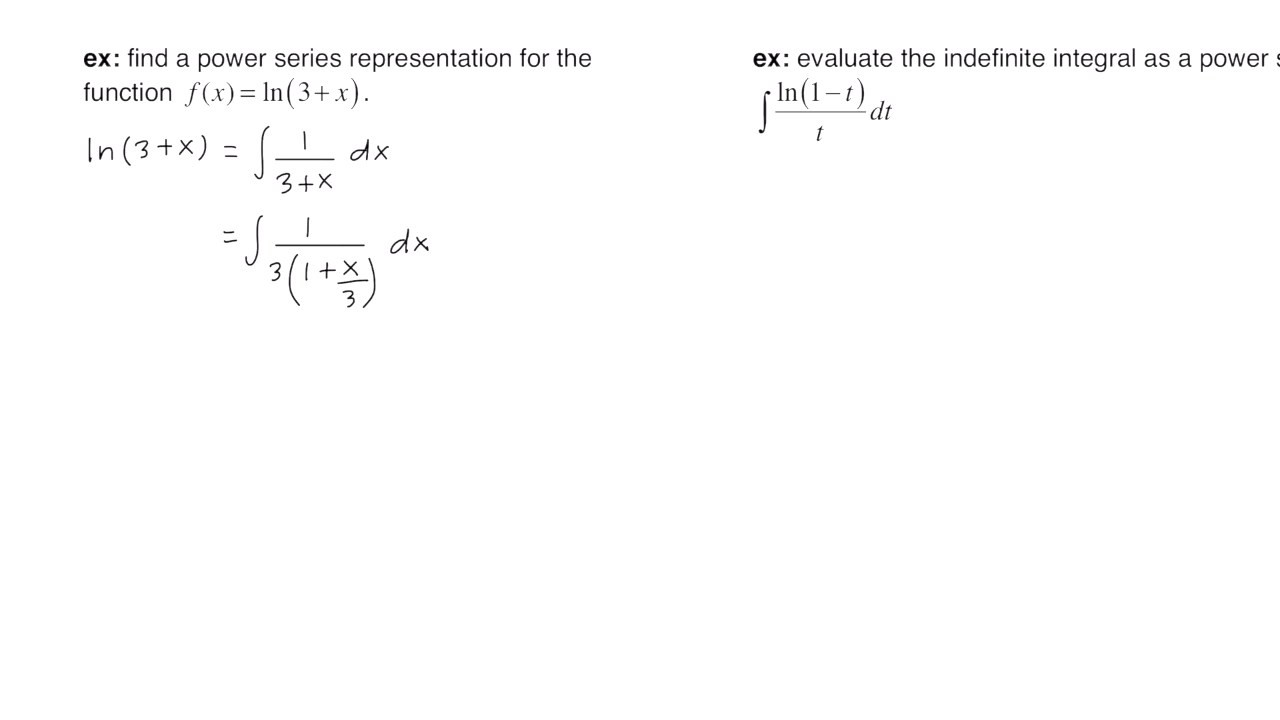 ex: find a power series representation for the
function f(x) = ln(3+x).
ln(3+x) = ∫ 1/(3+x) dx
= ∫ 1/(3(1+x/3)) dx
ex: evaluate the indefinite integral as a power s
∫ ln(1−t)/t dt